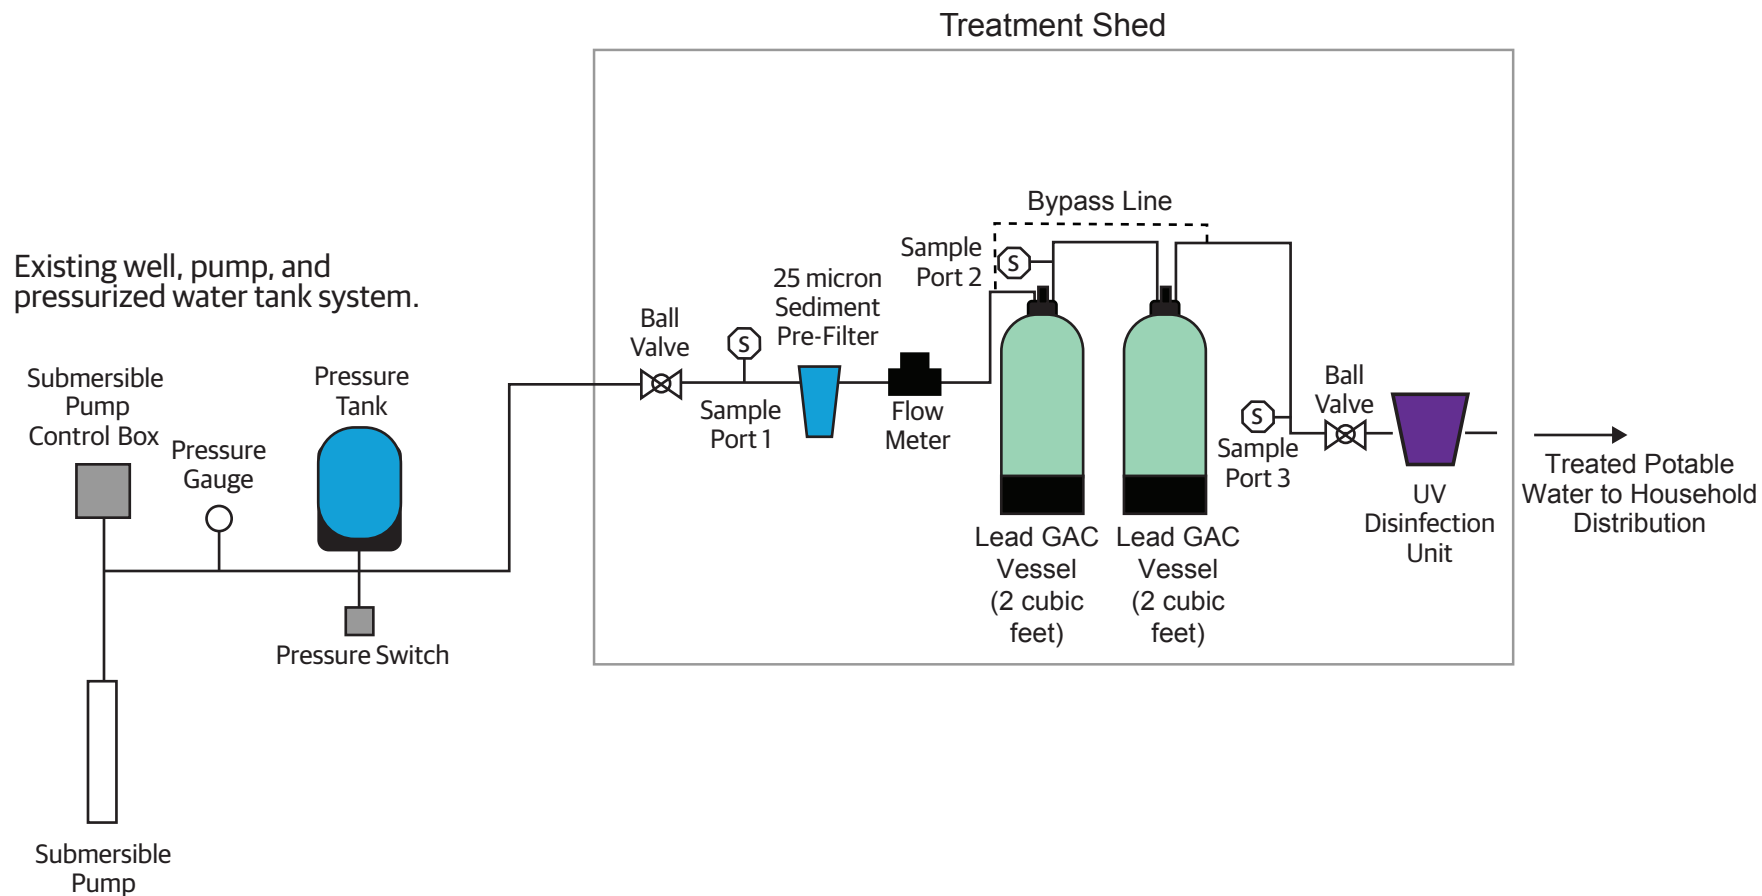 Treatment Shed
Existing well, pump, and
pressurized water tank system.
Submersible
Pump
Control Box
Pressure
Gauge
Pressure
Tank
Pressure Switch
Submersible
Pump
Ball
Valve
S
Sample
Port 1
25 micron
Sediment
Pre-Filter
Flow
Meter
Bypass Line
Sample
Port 2
S
Lead GAC
Vessel
(2 cubic
feet)
Lead GAC
Vessel
(2 cubic
feet)
S
Sample
Port 3
Ball
Valve
UV
Disinfection
Unit
Treated Potable
Water to Household
Distribution